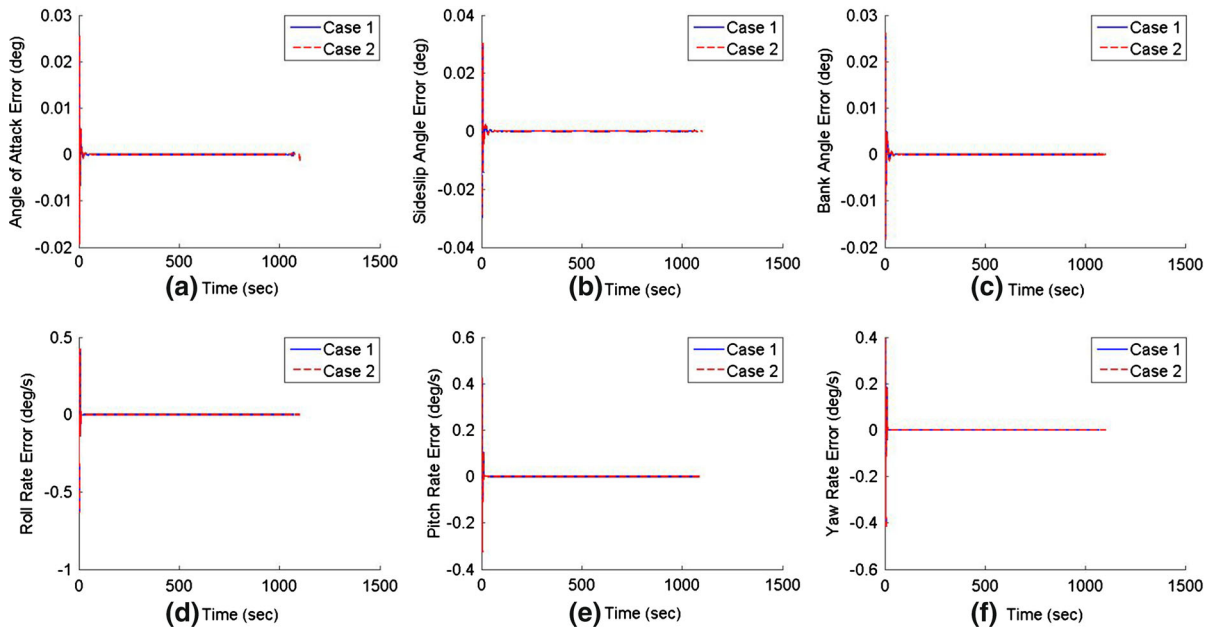 0.03
0.02
0.01
0
-0.01
-0.02
Angle of Attack Error (deg)
Case 1
Case 2
0
500
1000
1500
(a) Time (sec)
0.04
0.02
0
-0.02
-0.04
Sideslip Angle Error (deg)
Case 1
Case 2
0
500
1000
1500
(b) Time (sec)
0.03
0.02
0.01
0
-0.01
-0.02
Bank Angle Error (deg)
Case 1
Case 2
0
500
1000
1500
(c) Time (sec)
0.5
0
-0.5
-1
Roll Rate Error (deg/s)
Case 1
Case 2
0
500
1000
1500
(d) Time (sec)
0.6
0.4
0.2
0
-0.2
-0.4
Pitch Rate Error (deg/s)
Case 1
Case 2
0
500
1000
1500
(e) Time (sec)
0.4
0.2
0
-0.2
-0.4
-0.6
Yaw Rate Error (deg/s)
Case 1
Case 2
0
500
1000
1500
(f) Time (sec)